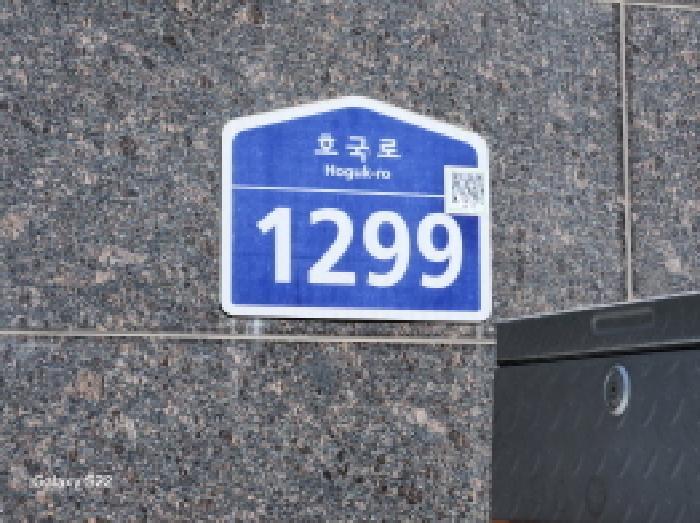 호국로
Hoguk-ro
1299
Galaxy S22